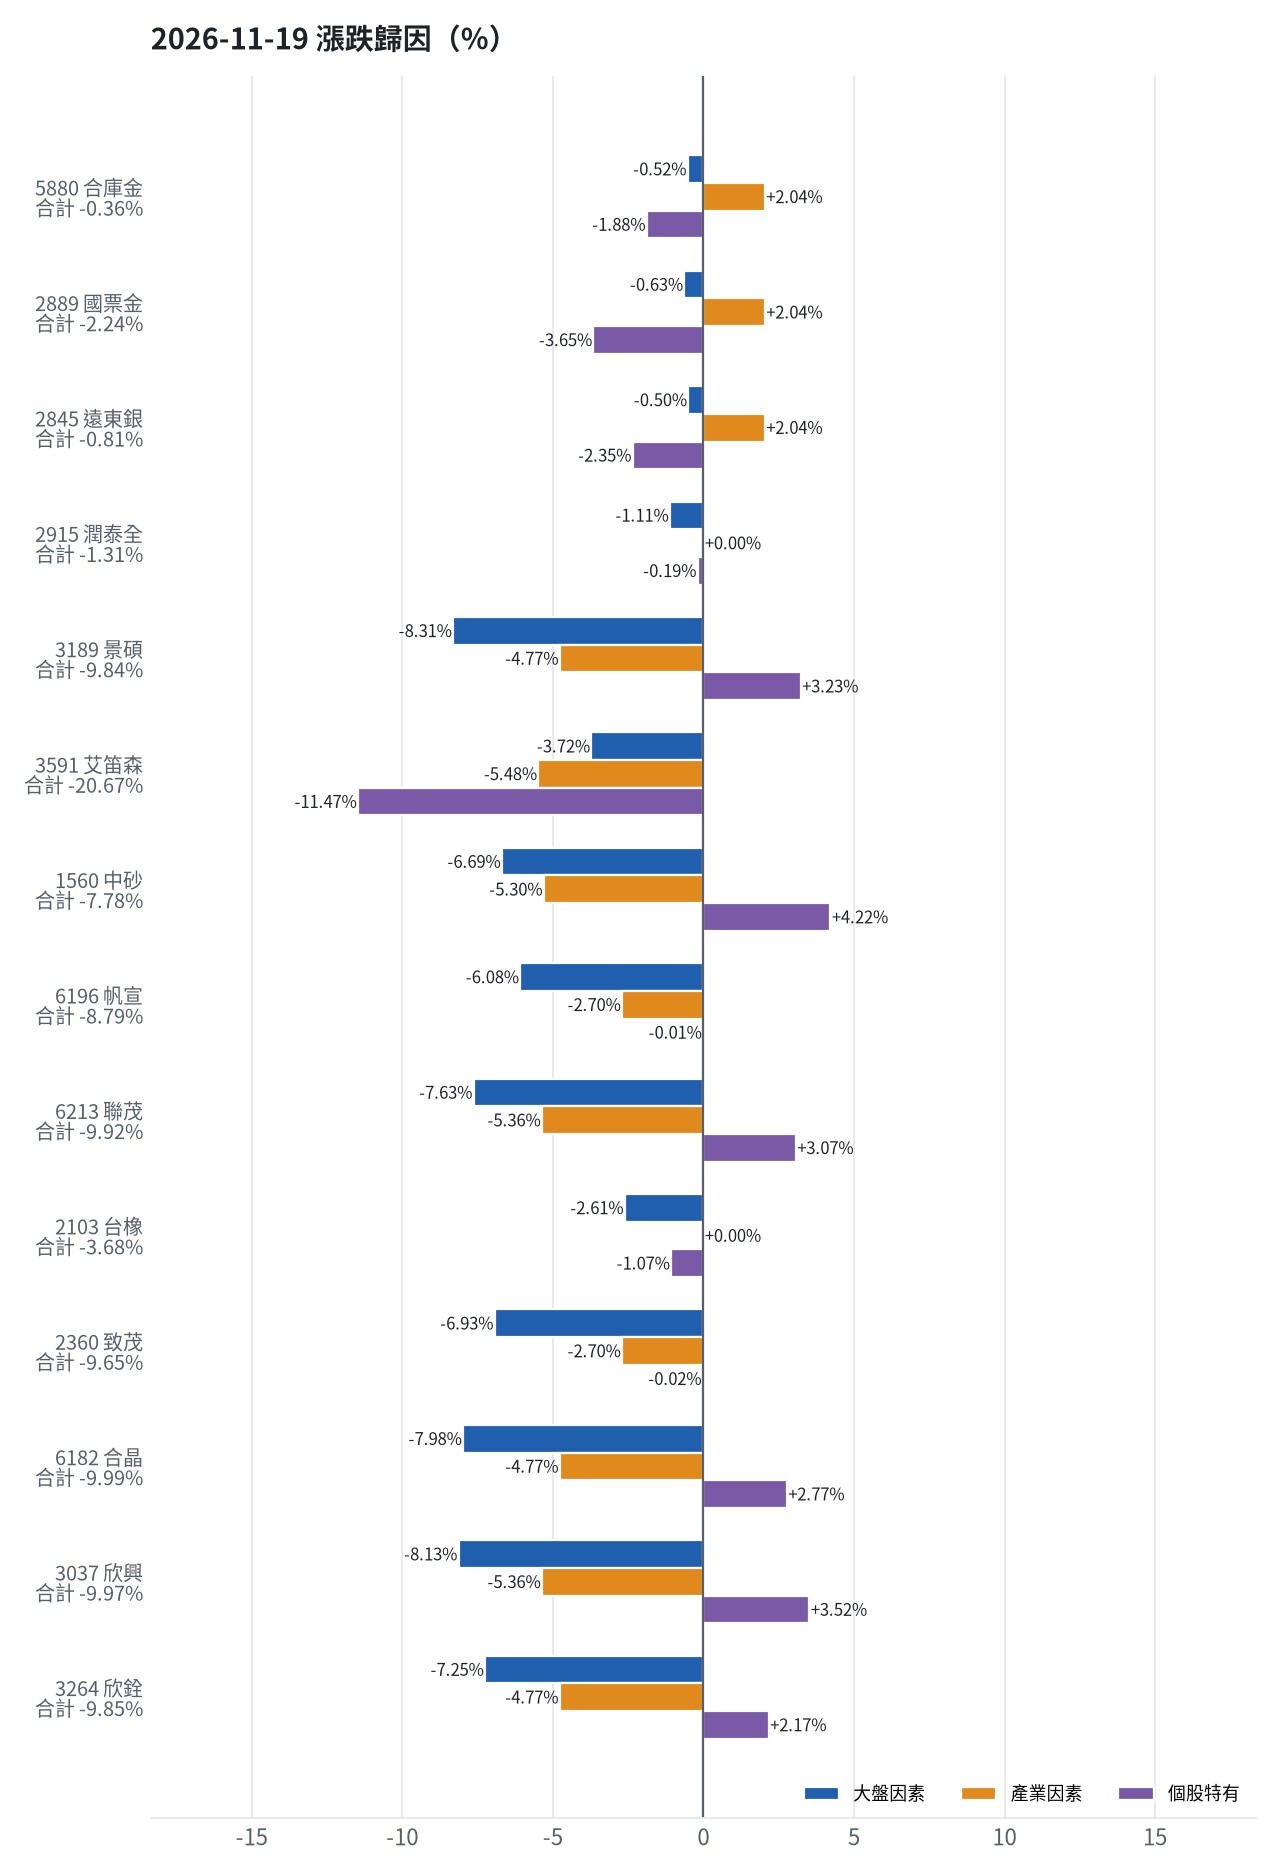 2026-11-19 漲跌歸因（%）
5880 合庫金
合計 -0.36%
-0.52%
+2.04%
-1.88%
2889 國票金
合計 -2.24%
-0.63%
+2.04%
-3.65%
2845 遠東銀
合計 -0.81%
-0.50%
+2.04%
-2.35%
2915 潤泰全
合計 -1.31%
-1.11%
+0.00%
-0.19%
3189 景碩
合計 -9.84%
-8.31%
-4.77%
+3.23%
3591 艾笛森
合計 -20.67%
-3.72%
-5.48%
-11.47%
1560 中砂
合計 -7.78%
-6.69%
-5.30%
+4.22%
6196 帆宣
合計 -8.79%
-6.08%
-2.70%
-0.01%
6213 聯茂
合計 -9.92%
-7.63%
-5.36%
+3.07%
2103 台橡
合計 -3.68%
-2.61%
+0.00%
-1.07%
2360 致茂
合計 -9.65%
-6.93%
-2.70%
-0.02%
6182 合晶
合計 -9.99%
-7.98%
-4.77%
+2.77%
3037 欣興
合計 -9.97%
-8.13%
-5.36%
+3.52%
3264 欣銓
合計 -9.85%
-7.25%
-4.77%
+2.17%
大盤因素 產業因素 個股特有
-15 -10 -5 0 5 10 15